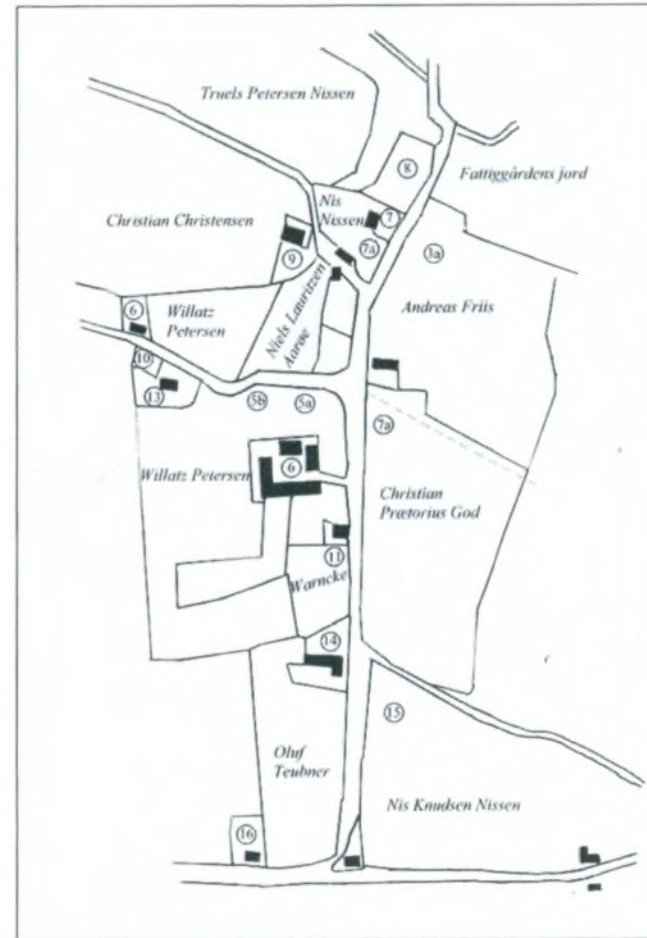 Truels Petersen Nissen
8
Fattiggårdens jord
Nis
Nissen
7
Christian Christensen
7a
3a
9
Niels Lauritzen
Aarøe
Andreas Friis
6
Willatz
Petersen
10
13
5b
5a
7a
6
Willatz Petersen
Christian
Prætorius God
11
Warncke
14
15
Oluf
Teubner
Nis Knudsen Nissen
16